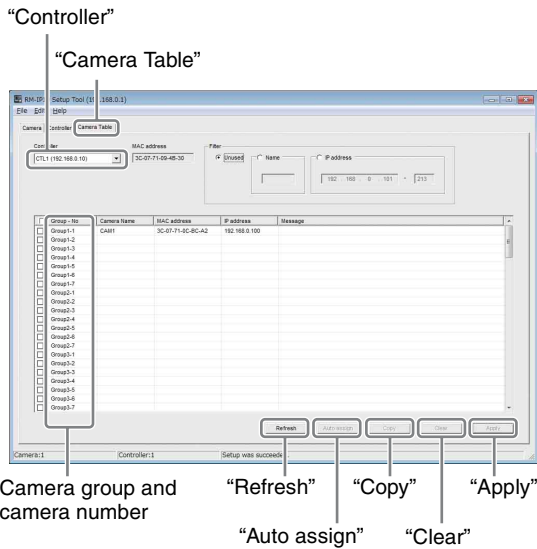 “Controller”
“Camera Table”
RM-IP Setup Tool (19 .168.0.1)
File Edit Help
Camera Controller Camera Table
Controller MAC address Filter
CTL1 (192.168.0.10) 3C-07-71-09-4B-30 Unused Name IP address
192 . 168 . 0 . 101 - 213
Group - No Camera Name MAC address IP address Message
Group1-1 CAM1 3C-07-71-0C-BC-A2 192.168.0.100
Group1-2
Group1-3
Group1-4
Group1-5
Group1-6
Group1-7
Group2-1
Group2-2
Group2-3
Group2-4
Group2-5
Group2-6
Group2-7
Group3-1
Group3-2
Group3-3
Group3-4
Group3-5
Group3-6
Group3-7
Refresh Auto assign Copy Clear Apply
Camera:1 Controller:1 Setup was succeede
Camera group and
camera number
“Refresh” “Copy” “Apply”
“Auto assign” “Clear”